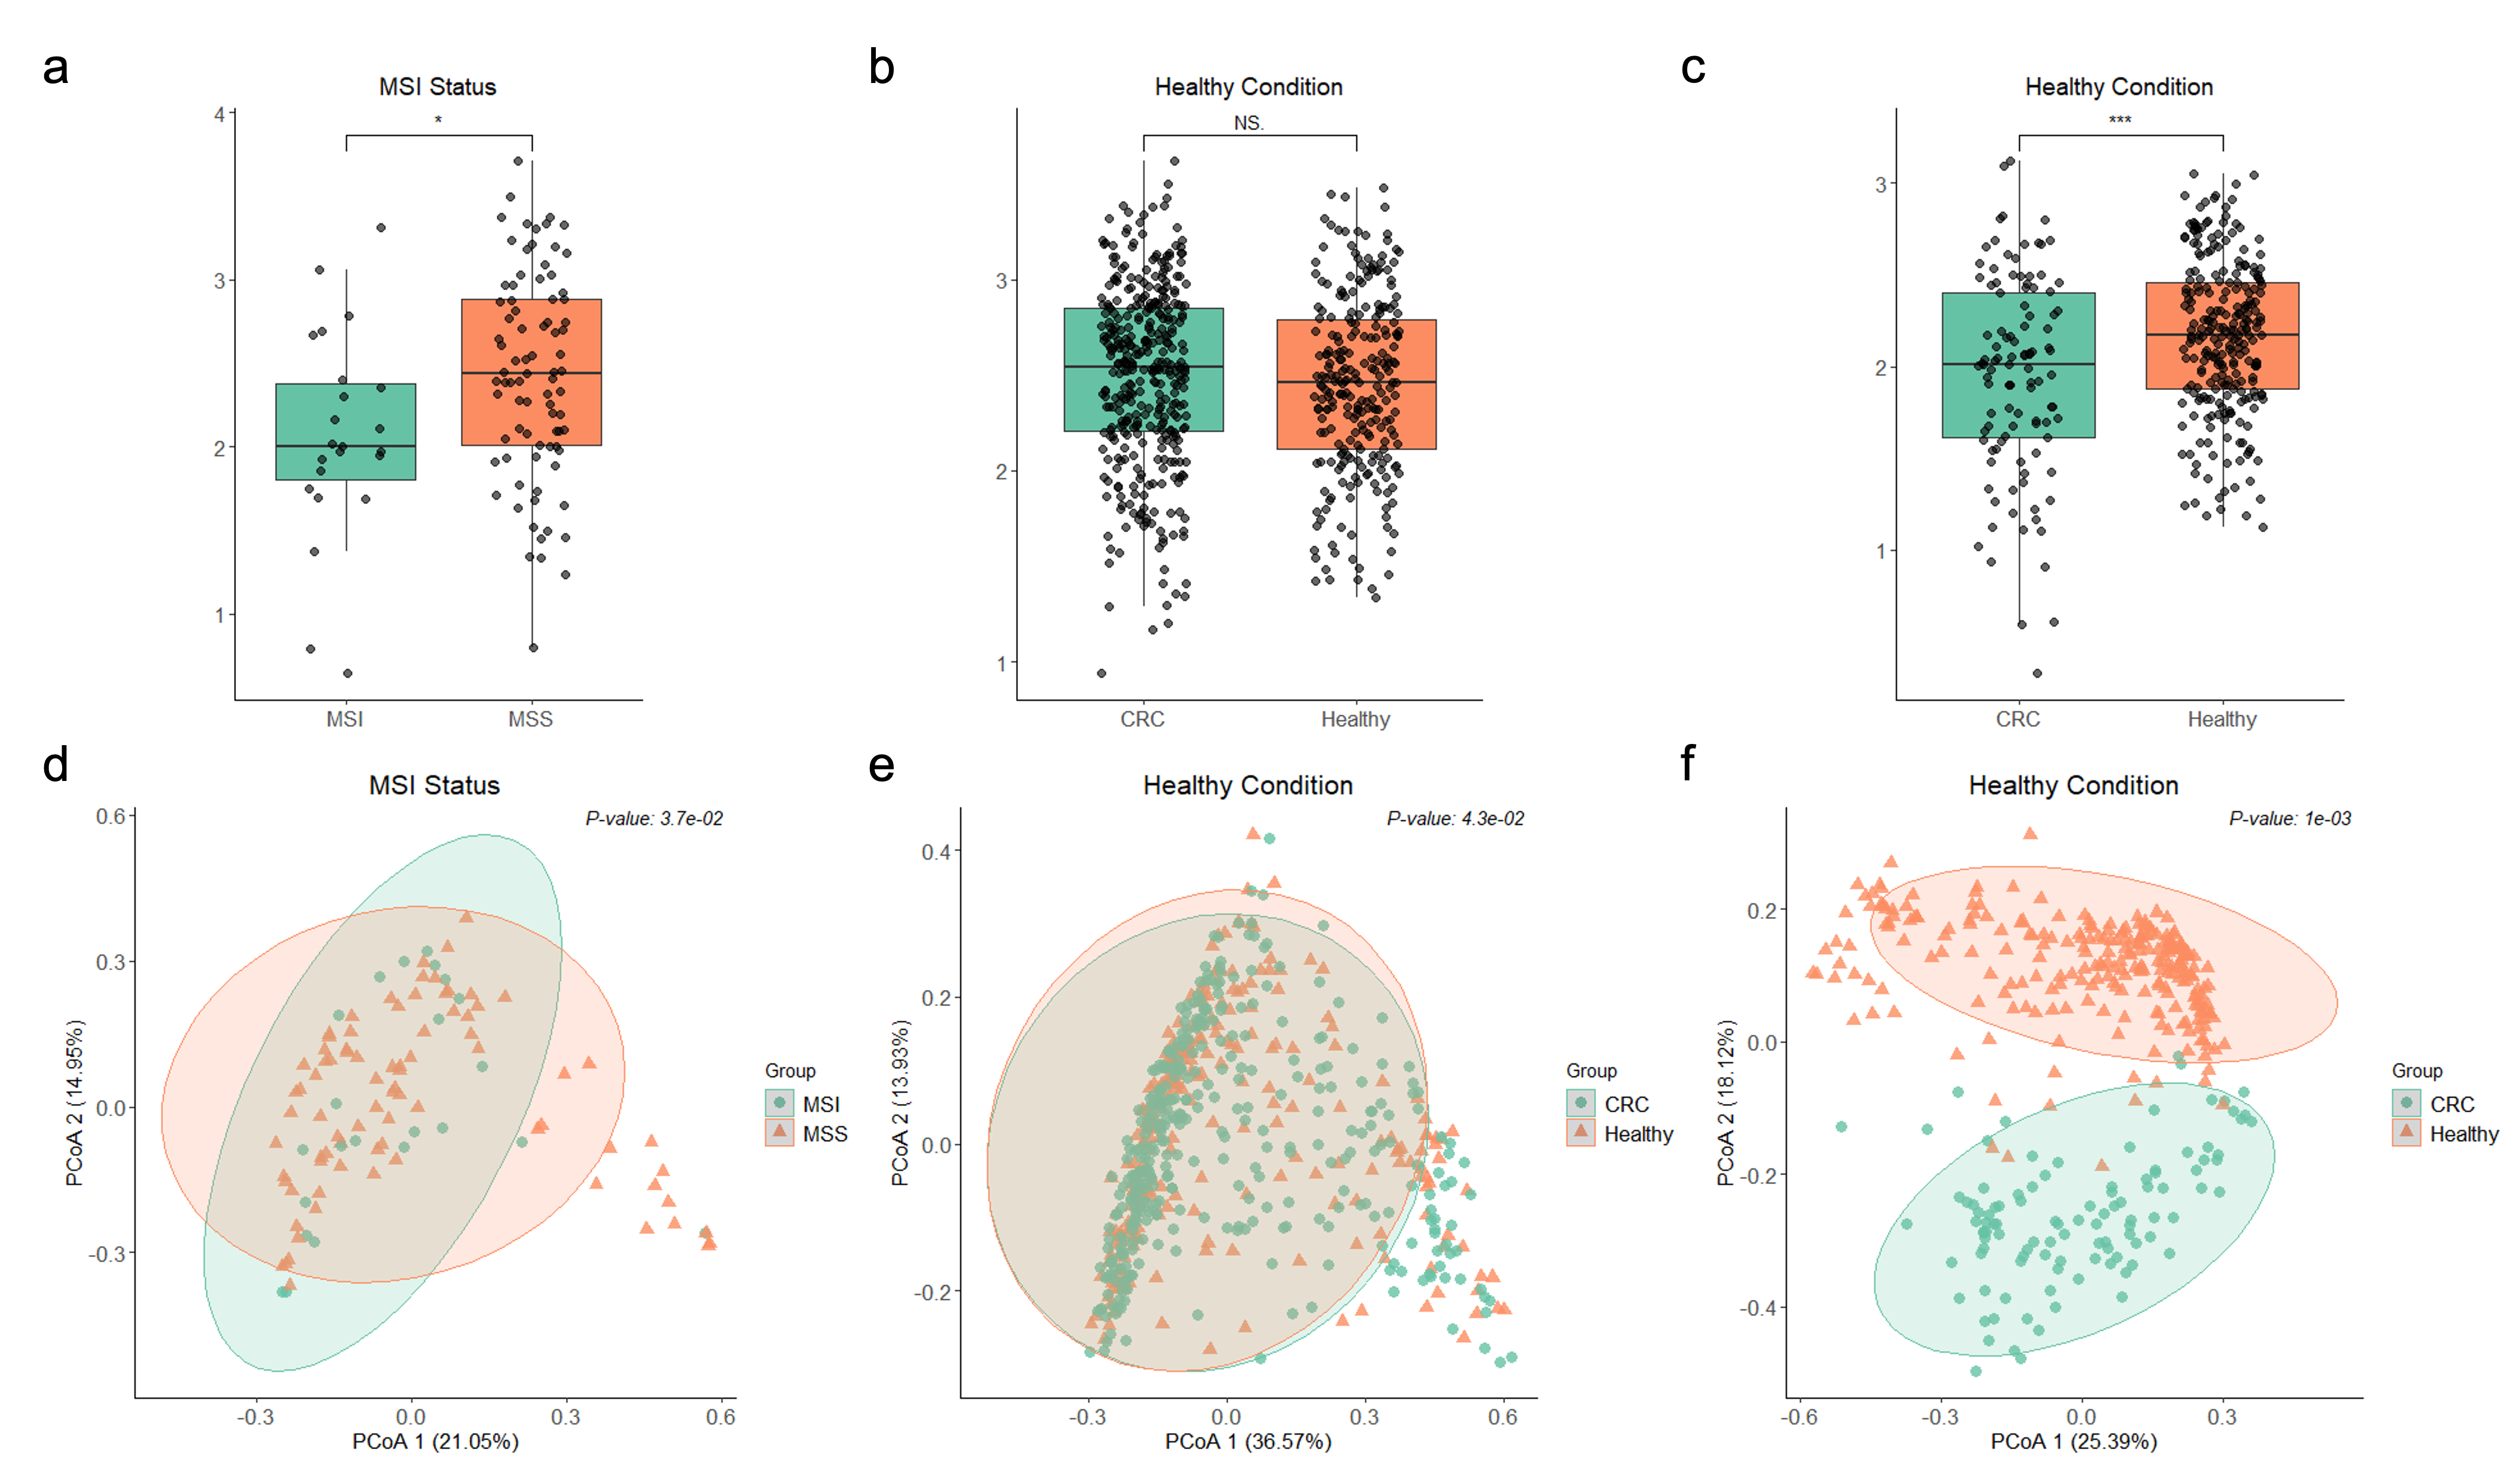 a
MSI Status
*
4
3
2
1
MSI
MSS
b
Healthy Condition
NS.
3
2
1
CRC
Healthy
c
Healthy Condition
***
3
2
1
CRC
Healthy
d
MSI Status
P-value: 3.7e-02
PCoA 2 (14.95%)
0.6
0.3
0.0
-0.3
-0.3
0.0
0.3
0.6
PCoA 1 (21.05%)
Group
MSI
MSS
e
Healthy Condition
P-value: 4.3e-02
PCoA 2 (13.93%)
0.4
0.2
0.0
-0.2
-0.3
0.0
0.3
0.6
PCoA 1 (36.57%)
Group
CRC
Healthy
f
Healthy Condition
P-value: 1e-03
PCoA 2 (18.12%)
0.2
0.0
-0.2
-0.4
-0.6
-0.3
0.0
0.3
PCoA 1 (25.39%)
Group
CRC
Healthy